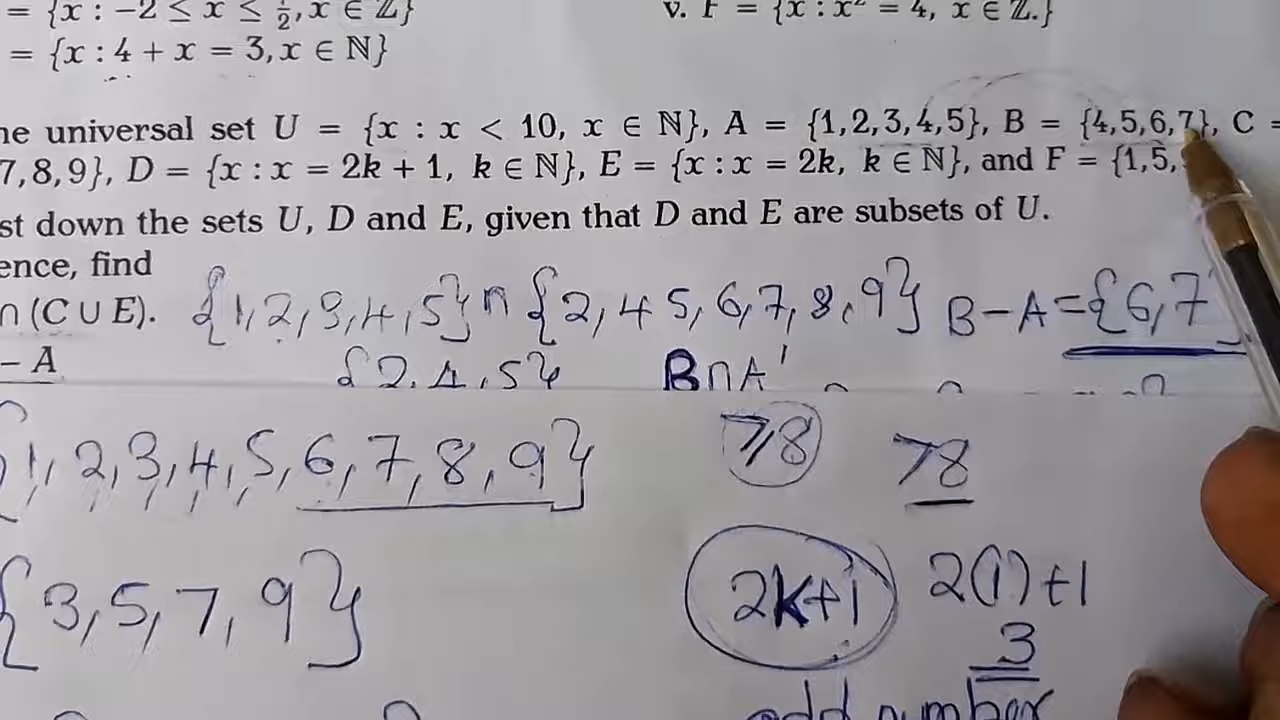 = {x : -2 ≤ x ≤ 1/2, x ∈ ℤ}
v. F = {x : x² = 4, x ∈ ℤ.}
= {x : 4 + x = 3, x ∈ ℕ}
he universal set U = {x : x < 10, x ∈ ℕ}, A = {1,2,3,4,5}, B = {4,5,6,7}, C =
7,8,9}, D = {x : x = 2k + 1, k ∈ ℕ}, E = {x : x = 2k, k ∈ ℕ}, and F = {1,5,
st down the sets U, D and E, given that D and E are subsets of U.
ence, find
∩ (C ∪ E). {1,2,3,4,5} ∩ {2,4 5,6,7,8,9} B - A = {6,7
- A {2,4,5} B∩A'
{1,2,3,4,5,6,7,8,9} ⩾8 >8
{3,5,7,9} 2k+1 2(1)+1
3
odd number